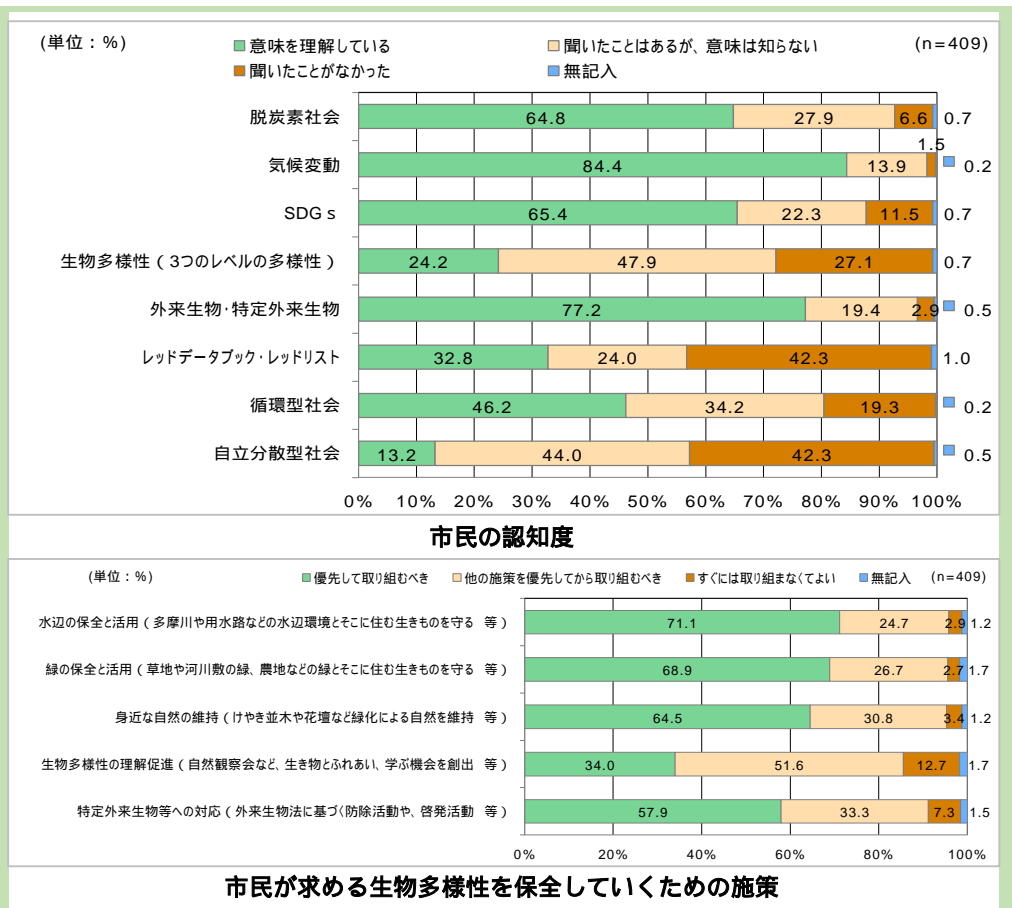 (単位：%)
■意味を理解している □聞いたことはあるが、意味は知らない (n=409)
■聞いたことがなかった ■無記入
脱炭素社会 64.8 27.9 6.6 0.7
気候変動 84.4 13.9 1.5 0.2
SDGs 65.4 22.3 11.5 0.7
生物多様性（3つのレベルの多様性） 24.2 47.9 27.1 0.7
外来生物・特定外来生物 77.2 19.4 2.9 0.5
レッドデータブック・レッドリスト 32.8 24.0 42.3 1.0
循環型社会 46.2 34.2 19.3 0.2
自立分散型社会 13.2 44.0 42.3 0.5
0% 10% 20% 30% 40% 50% 60% 70% 80% 90% 100%
市民の認知度
(単位：%) ■優先して取り組むべき □他の施策を優先してから取り組むべき ■すぐには取り組まなくてよい ■無記入 (n=409)
水辺の保全と活用（多摩川や用水路などの水辺環境とそこに住む生きものを守る 等） 71.1 24.7 2.9 1.2
緑の保全と活用（草地や河川敷の緑、農地などの緑とそこに住む生きものを守る 等） 68.9 26.7 2.7 1.7
身近な自然の維持（けやき並木や花壇など緑化による自然を維持 等） 64.5 30.8 3.4 1.2
生物多様性の理解促進（自然観察会など、生き物とふれあい、学ぶ機会を創出 等） 34.0 51.6 12.7 1.7
特定外来生物等への対応（外来生物法に基づく防除活動や、啓発活動 等） 57.9 33.3 7.3 1.5
0% 20% 40% 60% 80% 100%
市民が求める生物多様性を保全していくための施策